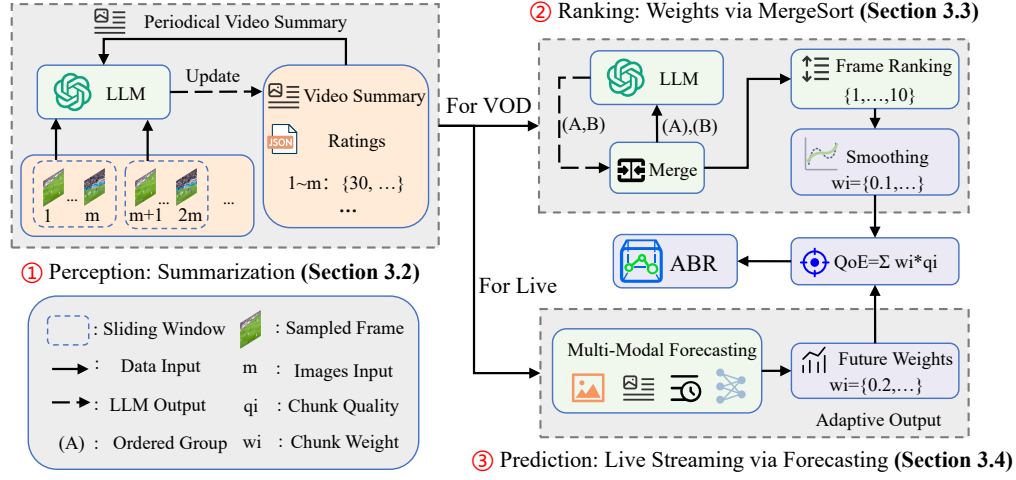 Periodical Video Summary
LLM
Update
Video Summary
JSON
Ratings
1~m: {30, …}
...
1 ... m
m+1 ... 2m
...
① Perception: Summarization (Section 3.2)
: Sliding Window
: Sampled Frame
: Data Input
m : Images Input
: LLM Output
qi : Chunk Quality
(A) : Ordered Group
wi : Chunk Weight
For VOD
For Live
② Ranking: Weights via MergeSort (Section 3.3)
LLM
(A,B)
(A),(B)
Merge
Frame Ranking
{1,…,10}
Smoothing
wi={0.1,…}
ABR
QoE=Σ wi*qi
Multi-Modal Forecasting
Future Weights
wi={0.2,…}
Adaptive Output
③ Prediction: Live Streaming via Forecasting (Section 3.4)